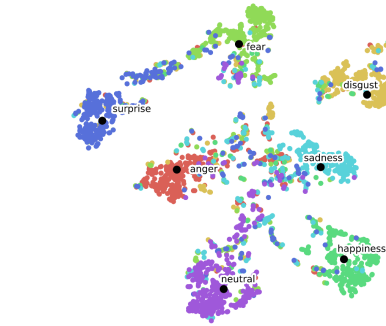 fear
disgust
surprise
sadness
anger
happiness
neutral